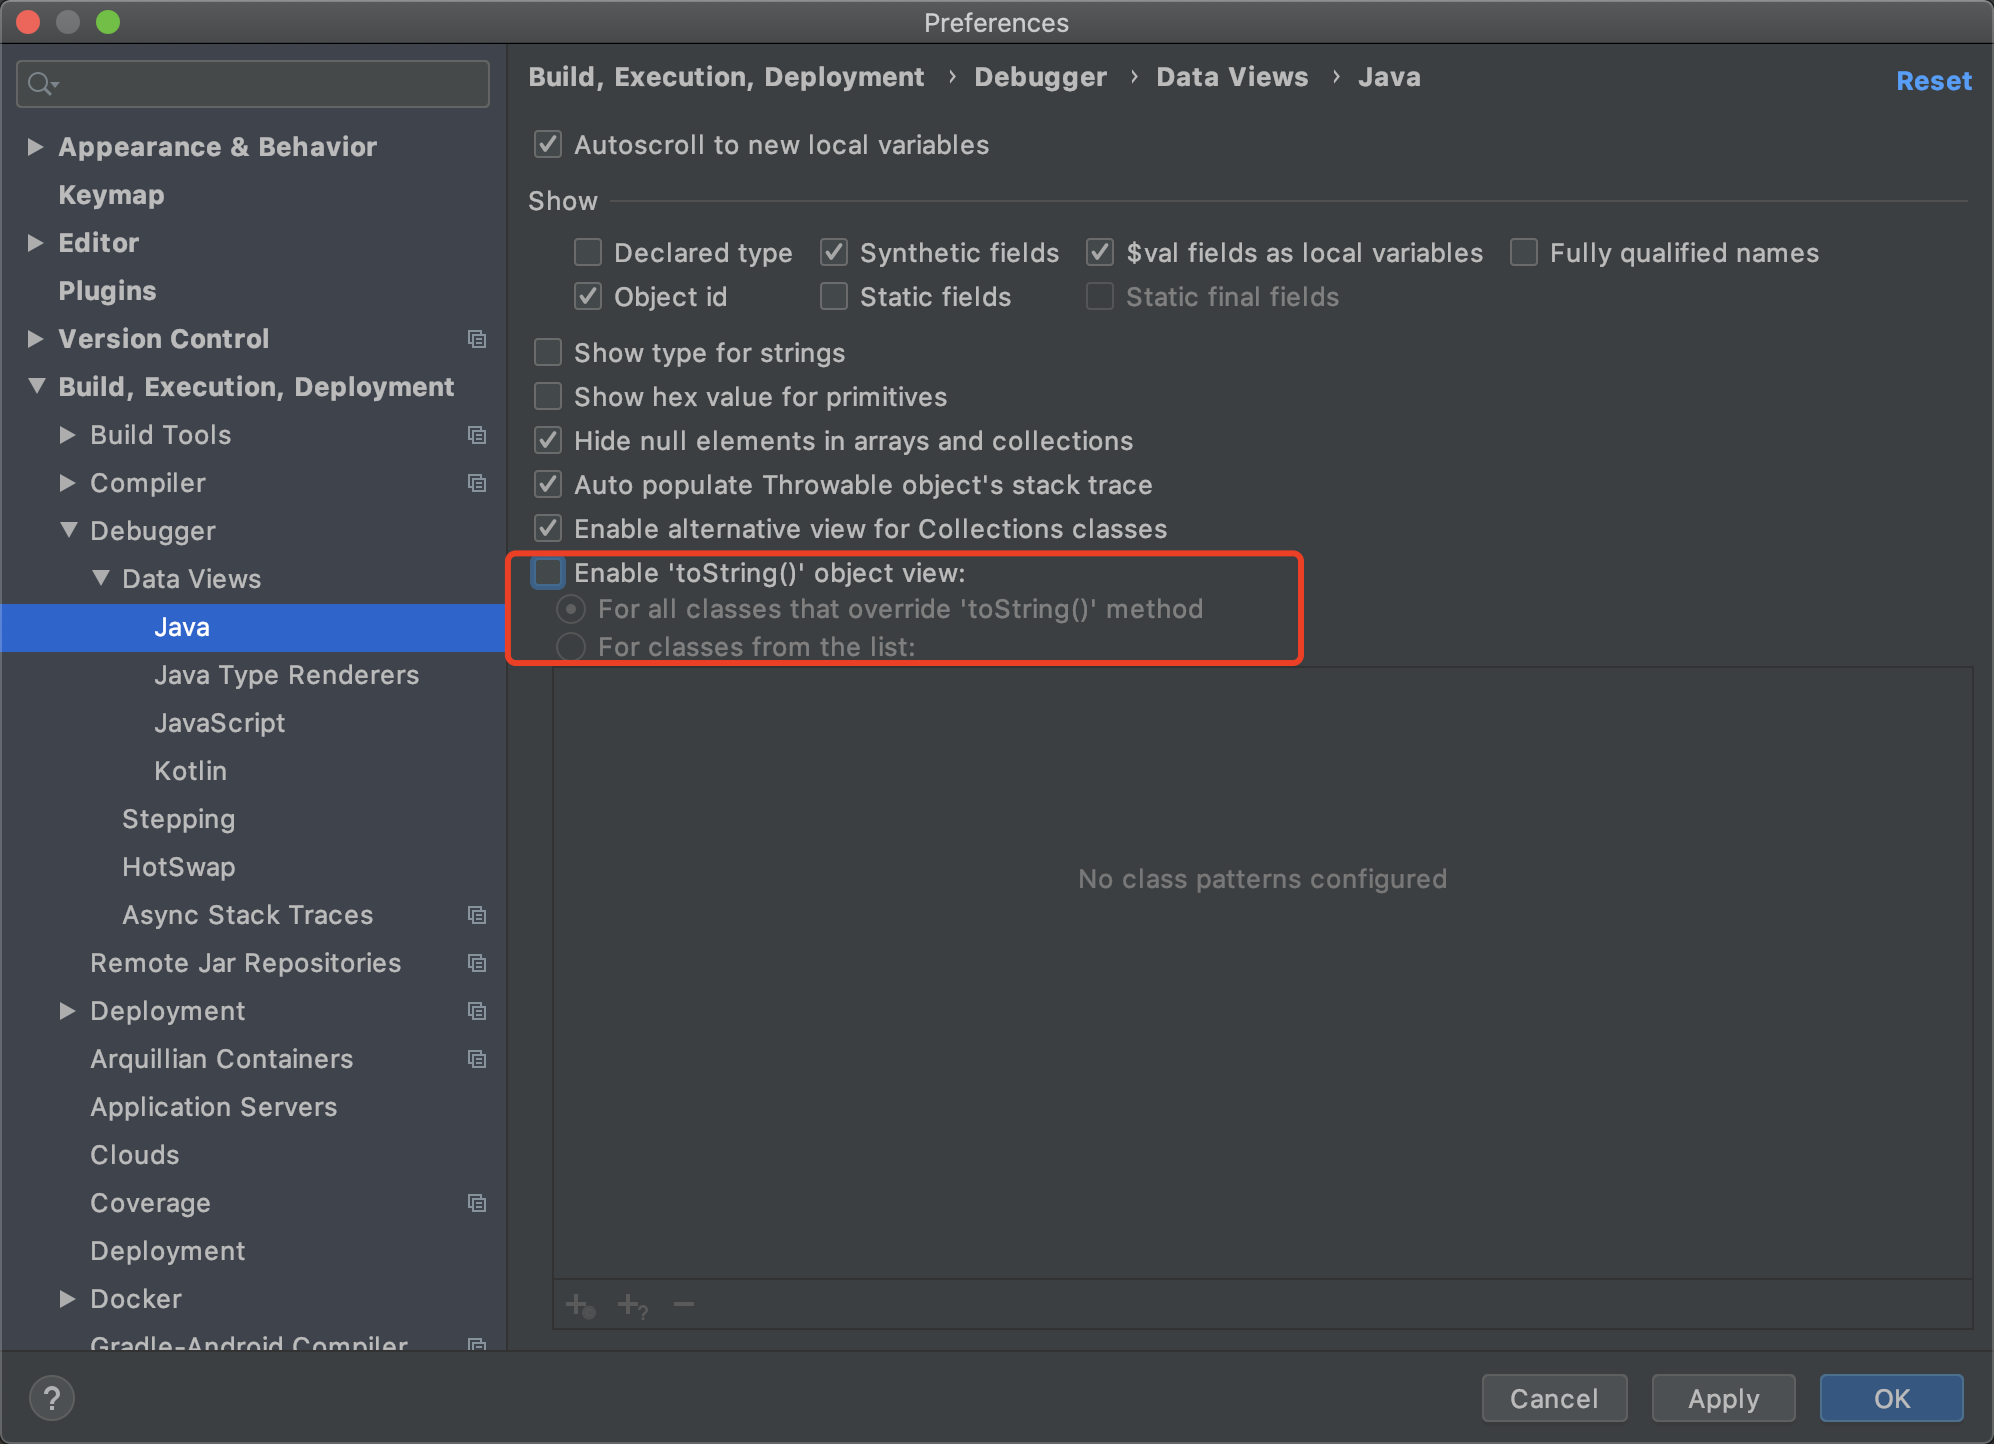 Preferences
Build, Execution, Deployment › Debugger › Data Views › Java
Reset
Appearance & Behavior
Keymap
Editor
Plugins
Version Control
Build, Execution, Deployment
Build Tools
Compiler
Debugger
Data Views
Java
Java Type Renderers
JavaScript
Kotlin
Stepping
HotSwap
Async Stack Traces
Remote Jar Repositories
Deployment
Arquillian Containers
Application Servers
Clouds
Coverage
Deployment
Docker
Gradle-Android Compiler
Autoscroll to new local variables
Show
Declared type Synthetic fields $val fields as local variables Fully qualified names
Object id Static fields Static final fields
Show type for strings
Show hex value for primitives
Hide null elements in arrays and collections
Auto populate Throwable object's stack trace
Enable alternative view for Collections classes
Enable 'toString()' object view:
For all classes that override 'toString()' method
For classes from the list:
No class patterns configured
?
Cancel Apply OK